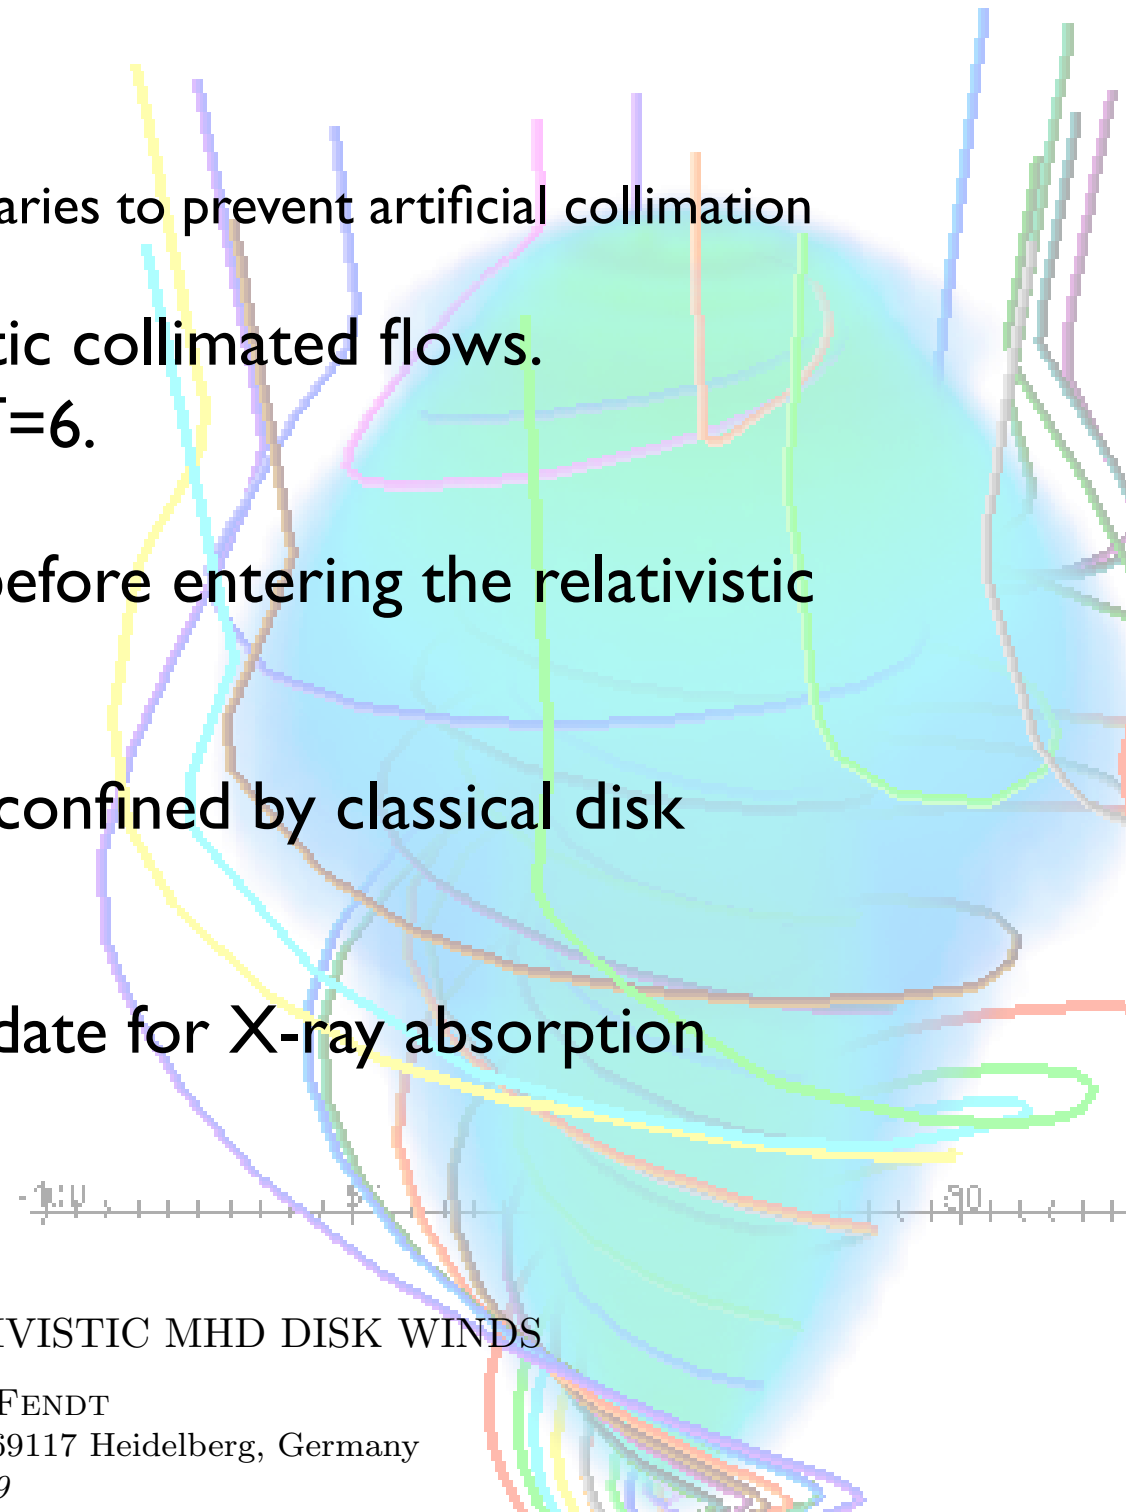 aries to prevent artificial collimation
tic collimated flows.
Γ=6.
before entering the relativistic
confined by classical disk
date for X-ray absorption
IVISTIC MHD DISK WINDS
FENDT
69117 Heidelberg, Germany
9